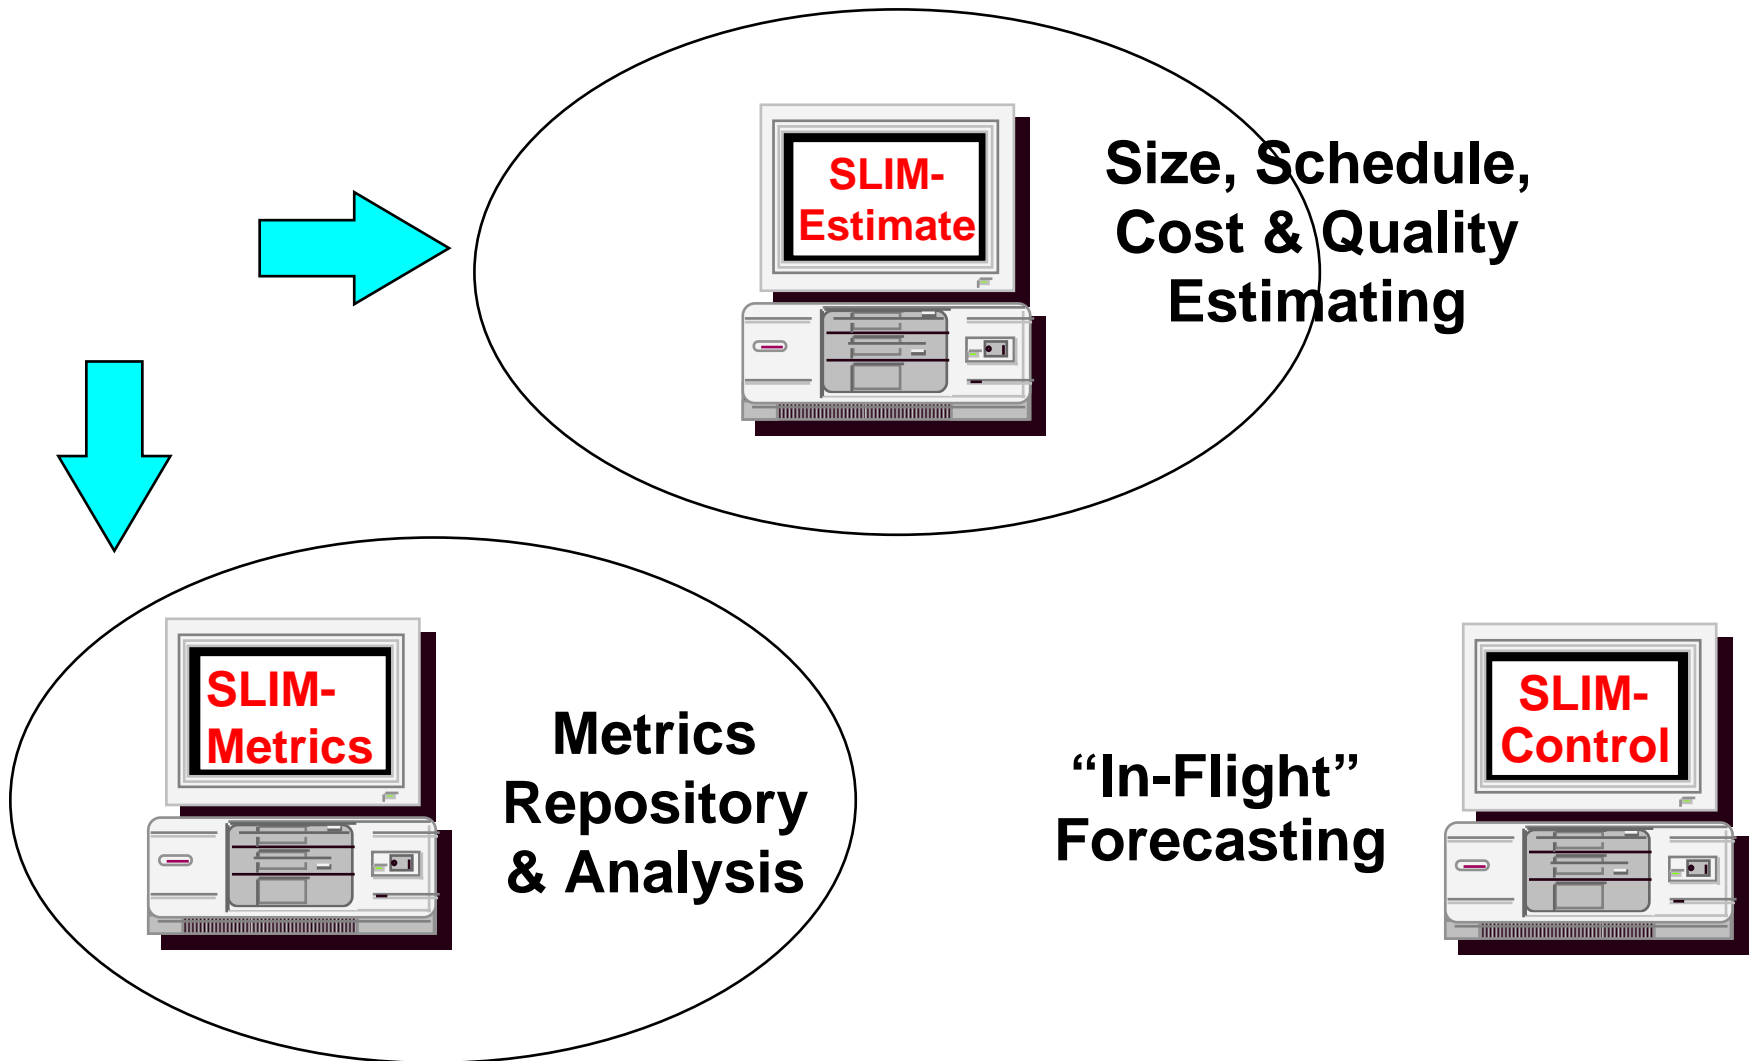 SLIM-
Estimate
Size, Schedule,
Cost & Quality
Estimating
SLIM-
Metrics
Metrics
Repository
& Analysis
“In-Flight”
Forecasting
SLIM-
Control